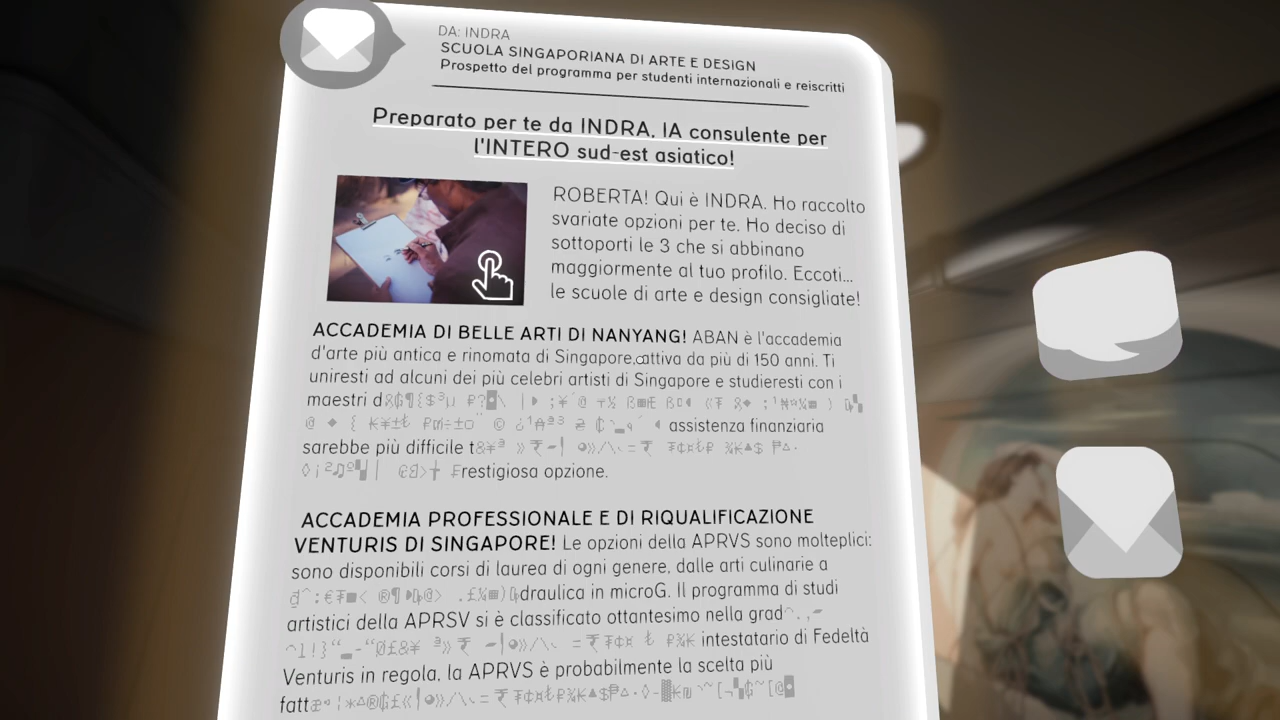 DA: INDRA
SCUOLA SINGAPORIANA DI ARTE E DESIGN
Prospetto del programma per studenti internazionali e reiscritti
Preparato per te da INDRA, IA consulente per
l'INTERO sud-est asiatico!
ROBERTA! Qui è INDRA. Ho raccolto
svariate opzioni per te. Ho deciso di
sottoporti le 3 che si abbinano
maggiormente al tuo profilo. Eccoti...
le scuole di arte e design consigliate!
ACCADEMIA DI BELLE ARTI DI NANYANG! ABAN è l'accademia
d'arte più antica e rinomata di Singapore, attiva da più di 150 anni. Ti
uniresti ad alcuni dei più celebri artisti di Singapore e studieresti con i
maestri d
assistenza finanziaria
sarebbe più difficile t
restigiosa opzione.
ACCADEMIA PROFESSIONALE E DI RIQUALIFICAZIONE
VENTURIS DI SINGAPORE! Le opzioni della APRVS sono molteplici:
sono disponibili corsi di laurea di ogni genere, dalle arti culinarie a
draulica in microG. Il programma di studi
artistici della APRSV si è classificato ottantesimo nella grad
intestatario di Fedeltà
Venturis in regola, la APRVS è probabilmente la scelta più
fatt